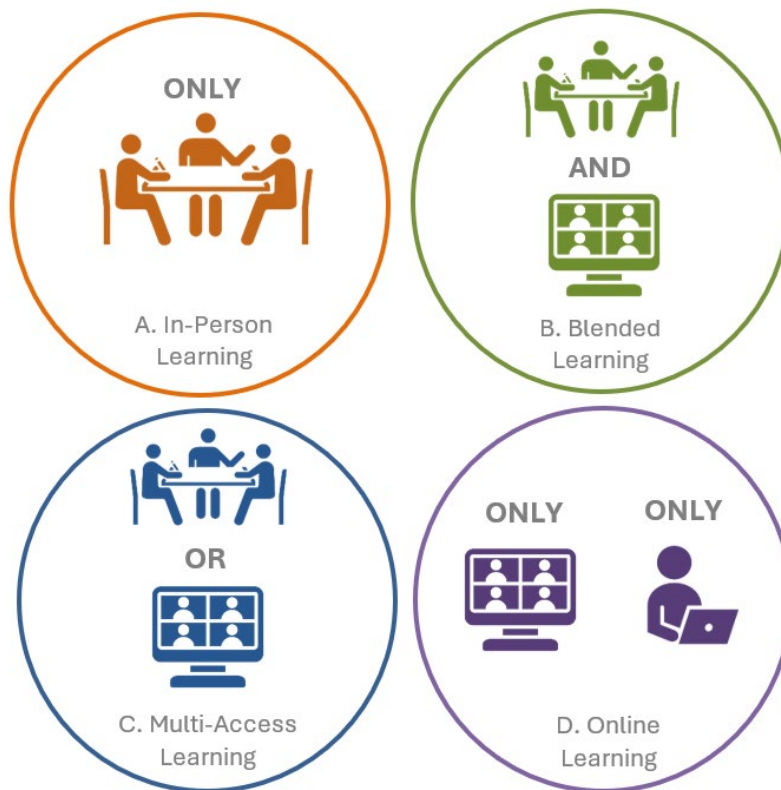 ONLY
A. In-Person
Learning
AND
B. Blended
Learning
OR
C. Multi-Access
Learning
ONLY
ONLY
D. Online
Learning